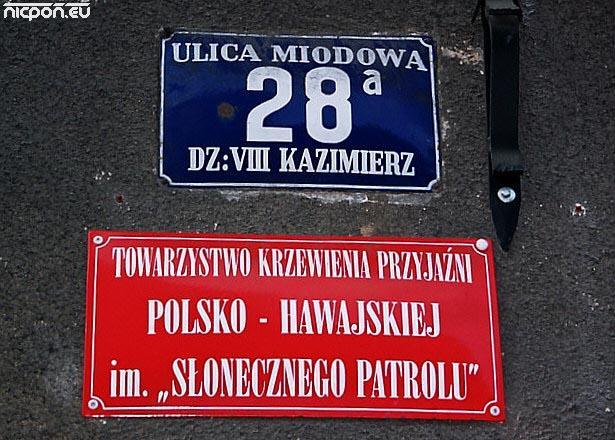 nicpon.eu
ULICA MIODOWA
28a
DZ: VIII KAZIMIERZ
TOWARZYSTWO KRZEWIENIA PRZYJAŹNI
POLSKO - HAWAJSKIEJ
im. „SŁONECZNEGO PATROLU"